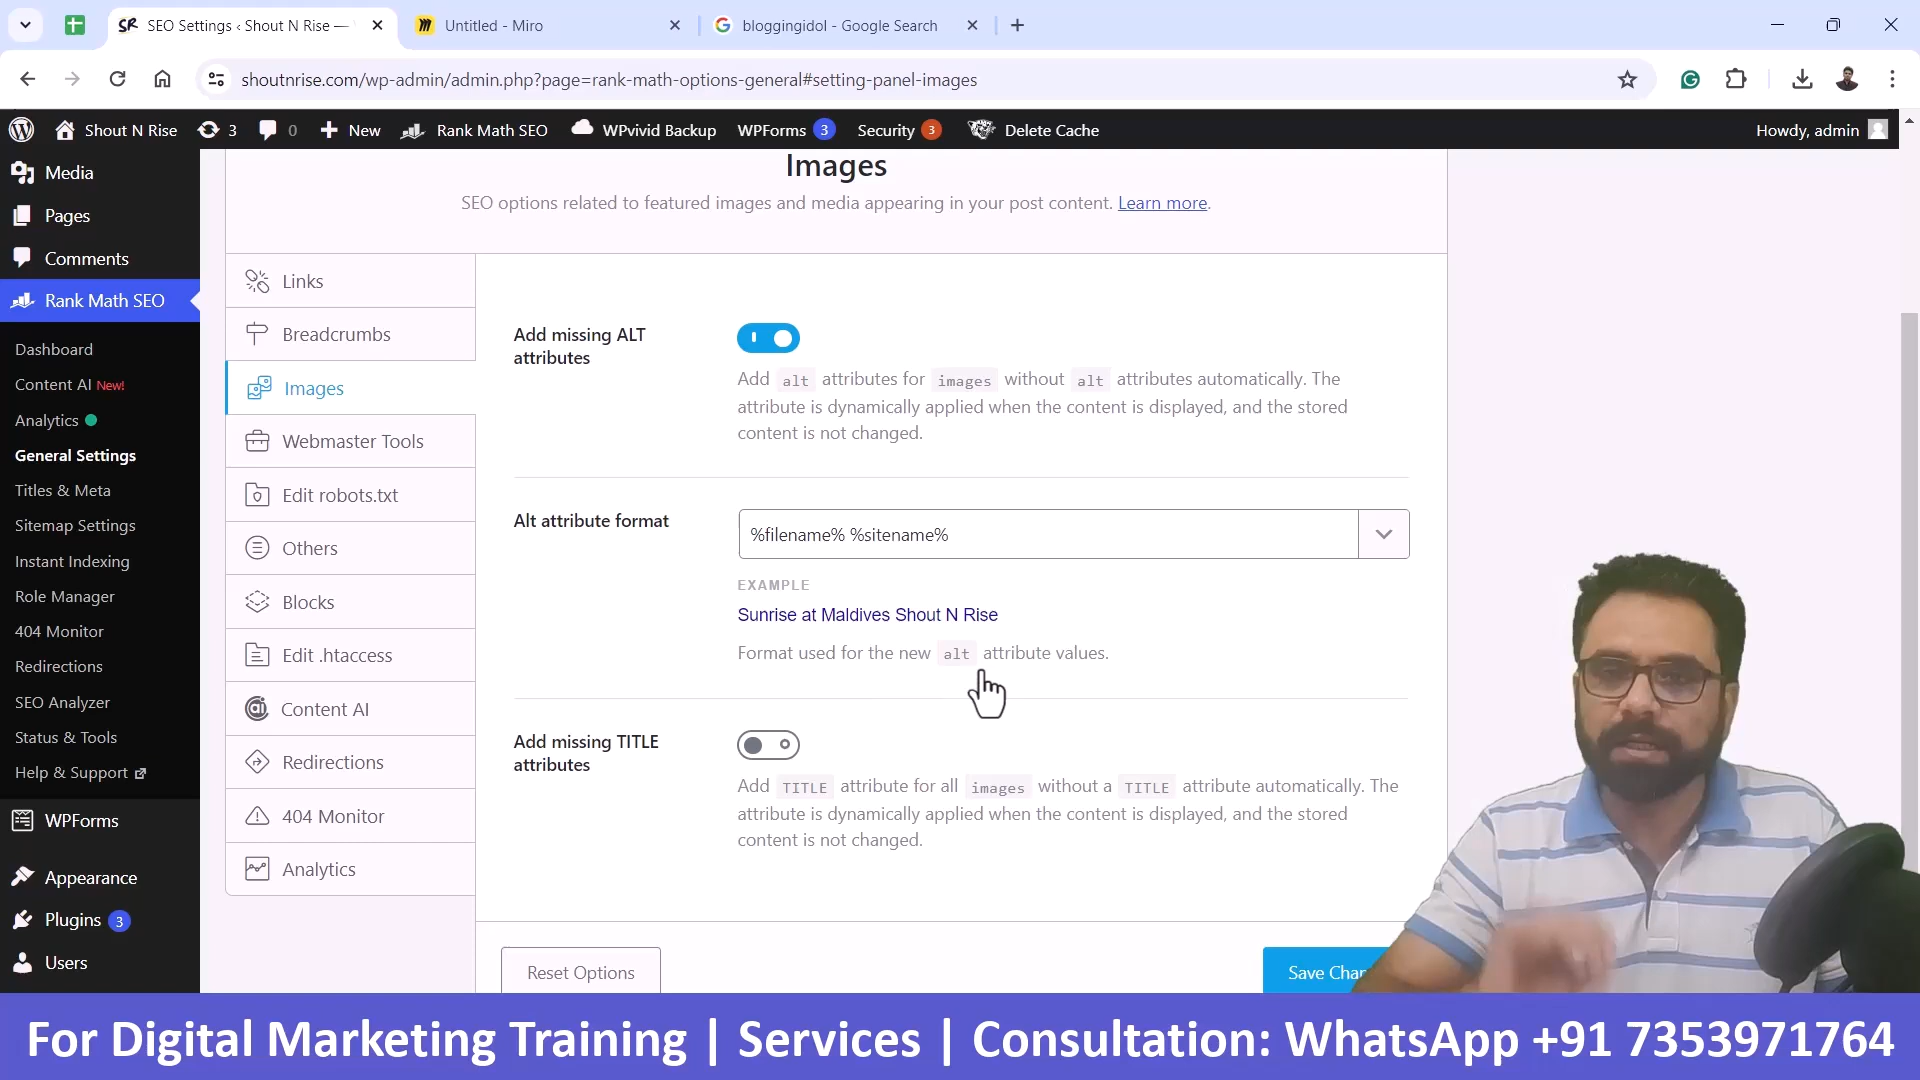 SEO Settings ‹ Shout N Rise —
Untitled - Miro
bloggingidol - Google Search
shoutnrise.com/wp-admin/admin.php?page=rank-math-options-general#setting-panel-images
Shout N Rise 3 0 New Rank Math SEO WPvivid Backup WPForms 3 Security 3 Delete Cache Howdy, admin
Media
Pages
Comments
Rank Math SEO
Dashboard
Content AI New!
Analytics
General Settings
Titles & Meta
Sitemap Settings
Instant Indexing
Role Manager
404 Monitor
Redirections
SEO Analyzer
Status & Tools
Help & Support
WPForms
Appearance
Plugins 3
Users
Images
SEO options related to featured images and media appearing in your post content. Learn more.
Links
Breadcrumbs
Images
Webmaster Tools
Edit robots.txt
Others
Blocks
Edit .htaccess
Content AI
Redirections
404 Monitor
Analytics
Add missing ALT
attributes
Add alt attributes for images without alt attributes automatically. The
attribute is dynamically applied when the content is displayed, and the stored
content is not changed.
Alt attribute format
%filename% %sitename%
EXAMPLE
Sunrise at Maldives Shout N Rise
Format used for the new alt attribute values.
Add missing TITLE
attributes
Add TITLE attribute for all images without a TITLE attribute automatically. The
attribute is dynamically applied when the content is displayed, and the stored
content is not changed.
Reset Options
Save Chan
For Digital Marketing Training | Services | Consultation: WhatsApp +91 7353971764